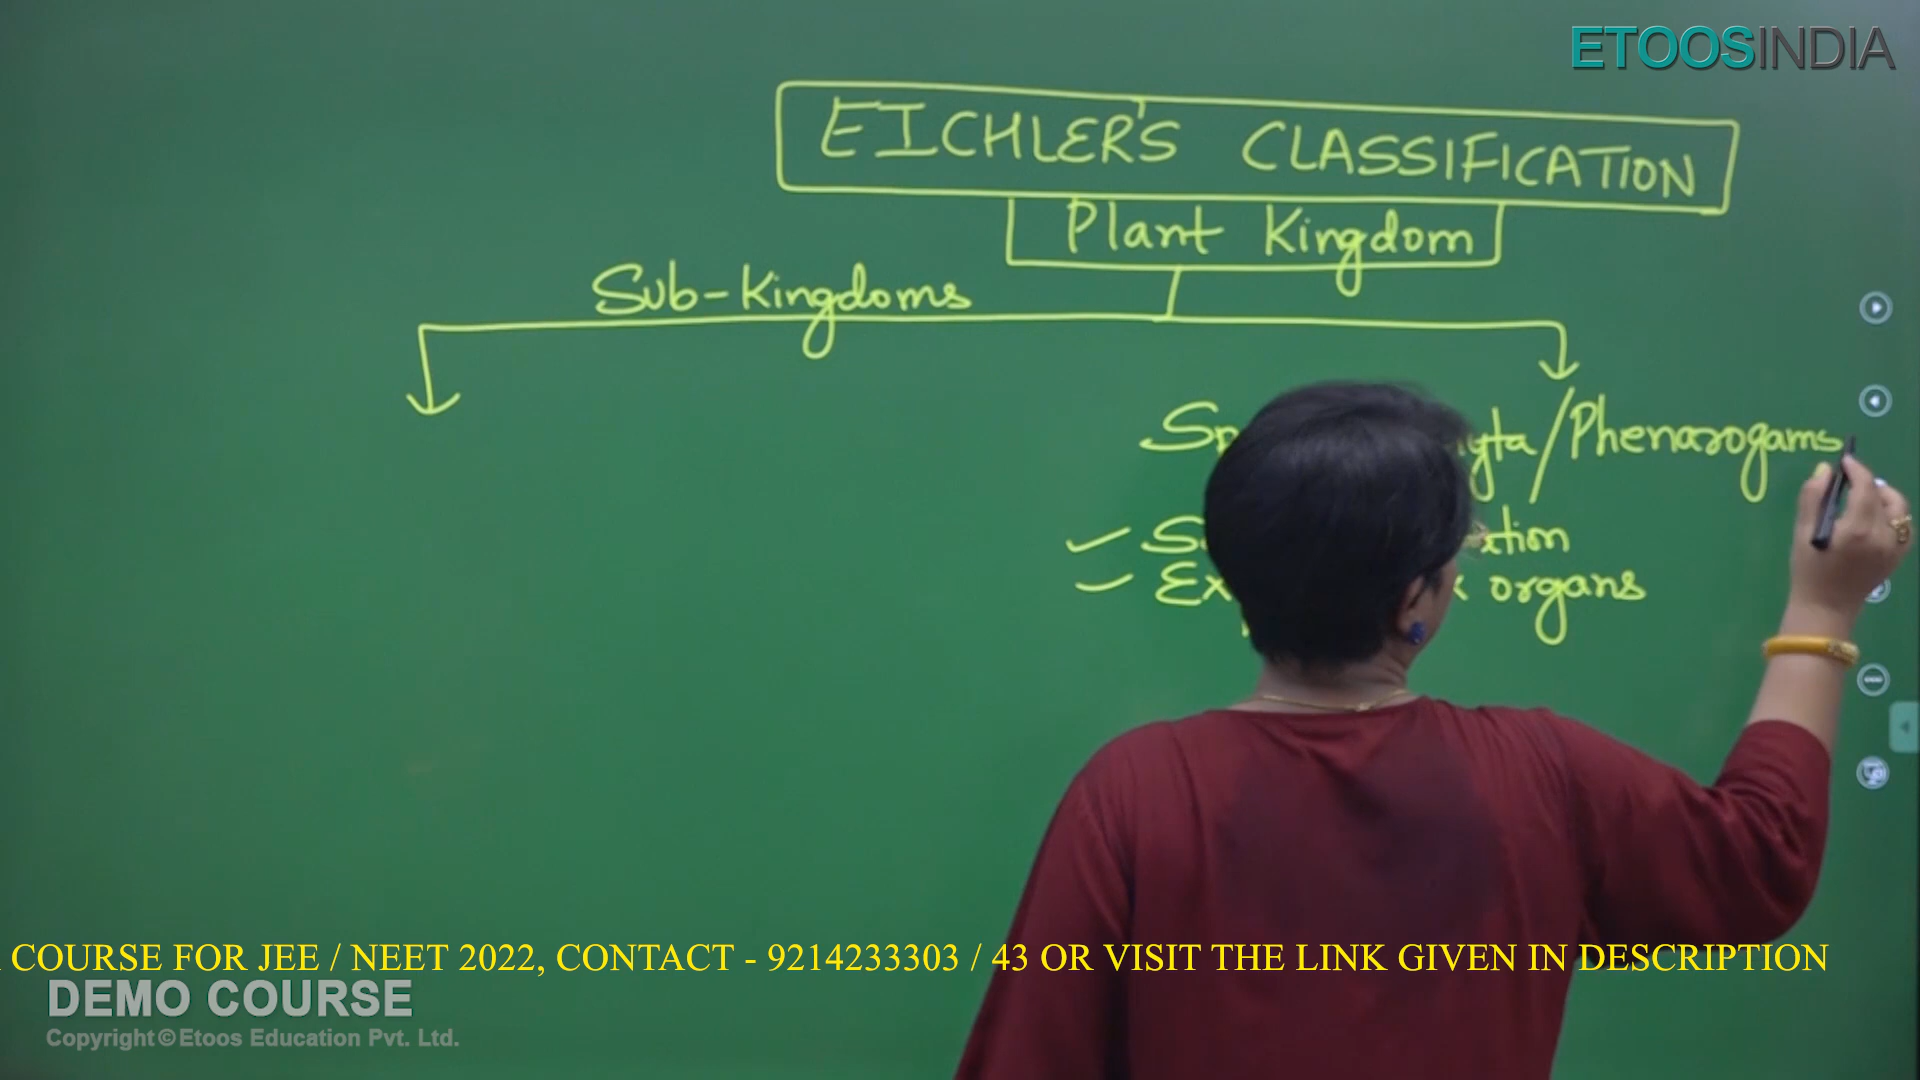 ETOOSINDIA
EICHLER'S CLASSIFICATION
Plant Kingdom
Sub-Kingdoms
/Phenarogams
organs
COURSE FOR JEE / NEET 2022, CONTACT - 9214233303 / 43 OR VISIT THE LINK GIVEN IN DESCRIPTION
DEMO COURSE
Copyright © Etoos Education Pvt. Ltd.